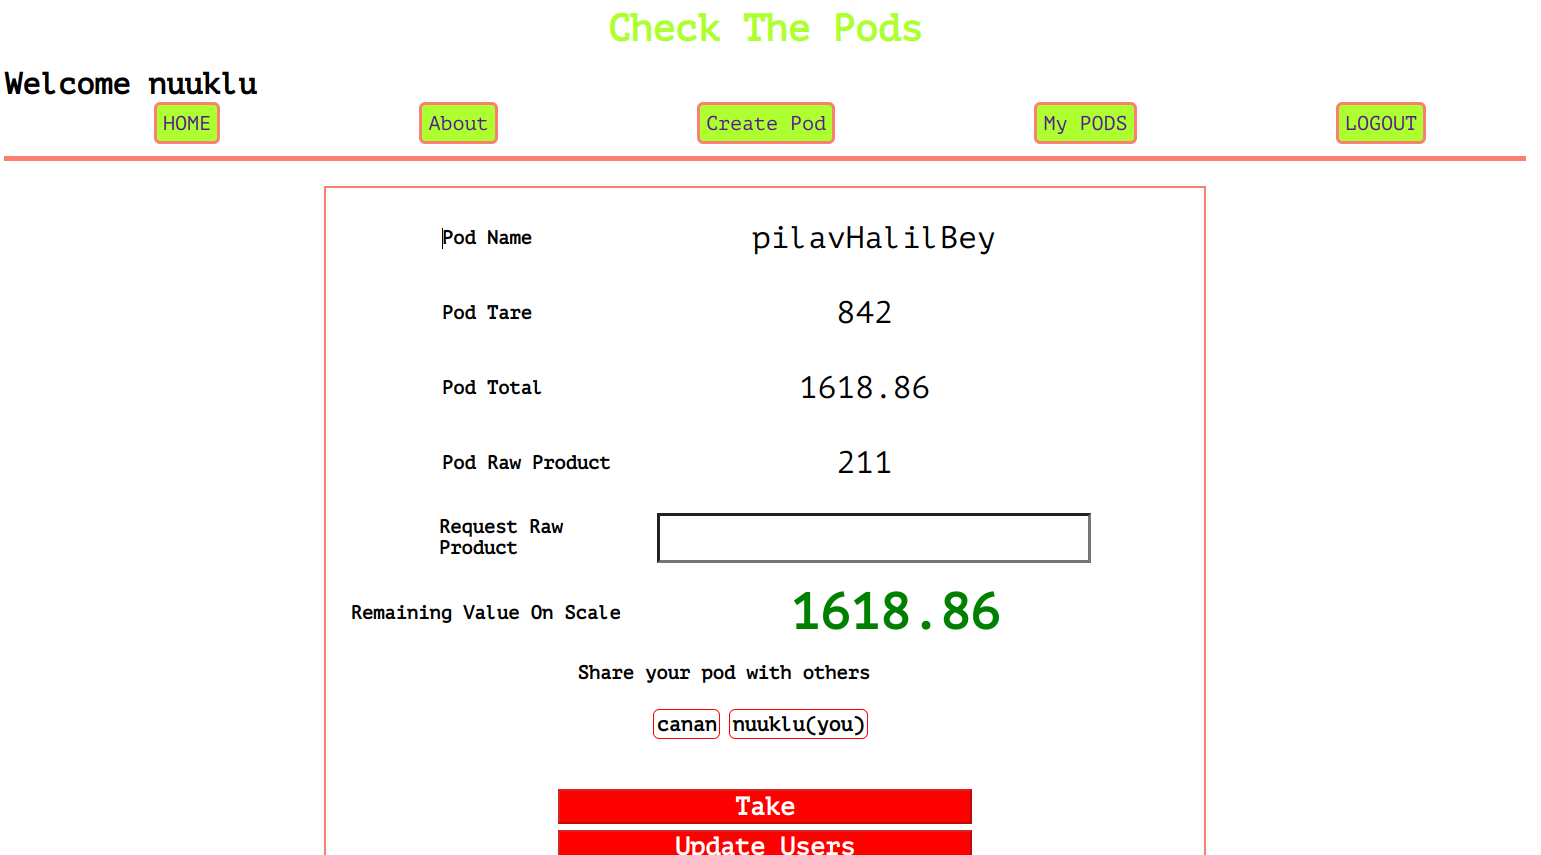 Check The Pods
Welcome nuuklu
HOME About Create Pod My PODS LOGOUT
Pod Name pilavHalilBey
Pod Tare 842
Pod Total 1618.86
Pod Raw Product 211
Request Raw
Product
Remaining Value On Scale 1618.86
Share your pod with others
canan nuuklu(you)
Take
Update Users